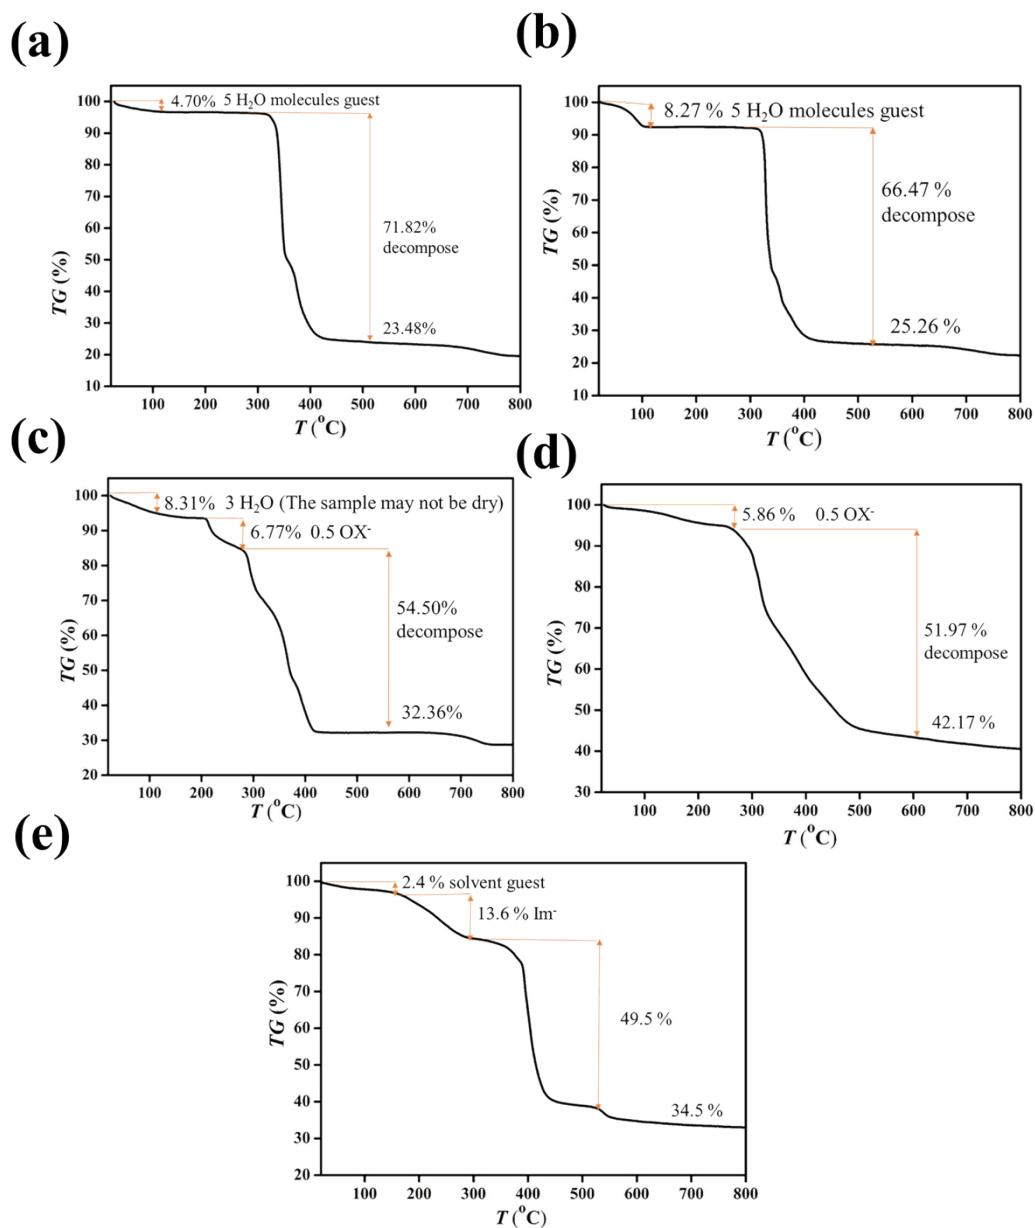 (a)
100
90
80
70
60
50
40
30
20
10
TG (%)
4.70% 5 H₂O molecules guest
71.82%
decompose
23.48%
100 200 300 400 500 600 700 800
T (°C)
(b)
100
90
80
70
60
50
40
30
20
10
TG (%)
8.27 % 5 H₂O molecules guest
66.47 %
decompose
25.26 %
100 200 300 400 500 600 700 800
T (°C)
(c)
100
90
80
70
60
50
40
30
20
TG (%)
8.31% 3 H₂O (The sample may not be dry)
6.77% 0.5 OX⁻
54.50%
decompose
32.36%
100 200 300 400 500 600 700 800
T (°C)
(d)
100
90
80
70
60
50
40
30
TG (%)
5.86 % 0.5 OX⁻
51.97 %
decompose
42.17 %
100 200 300 400 500 600 700 800
T (°C)
(e)
100
90
80
70
60
50
40
30
20
TG (%)
2.4 % solvent guest
13.6 % Im⁻
49.5 %
34.5 %
100 200 300 400 500 600 700 800
T (°C)